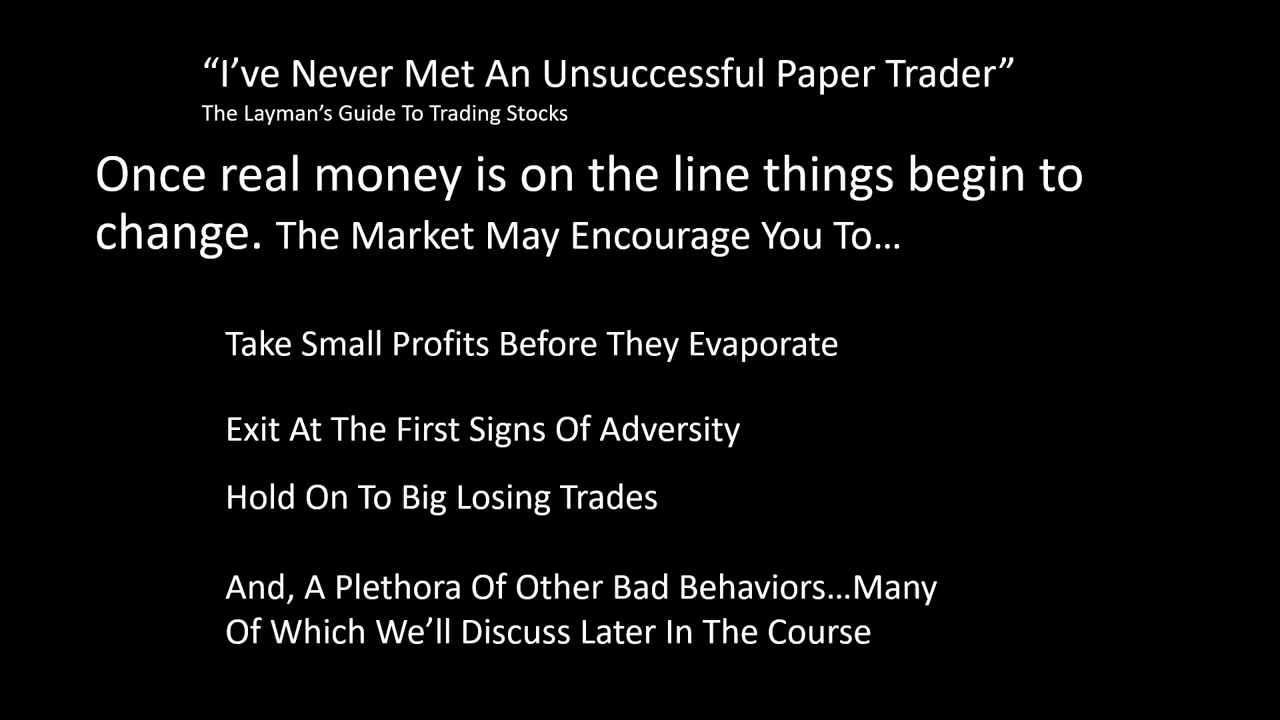 “I’ve Never Met An Unsuccessful Paper Trader”
The Layman’s Guide To Trading Stocks
Once real money is on the line things begin to
change. The Market May Encourage You To…
Take Small Profits Before They Evaporate
Exit At The First Signs Of Adversity
Hold On To Big Losing Trades
And, A Plethora Of Other Bad Behaviors…Many
Of Which We’ll Discuss Later In The Course